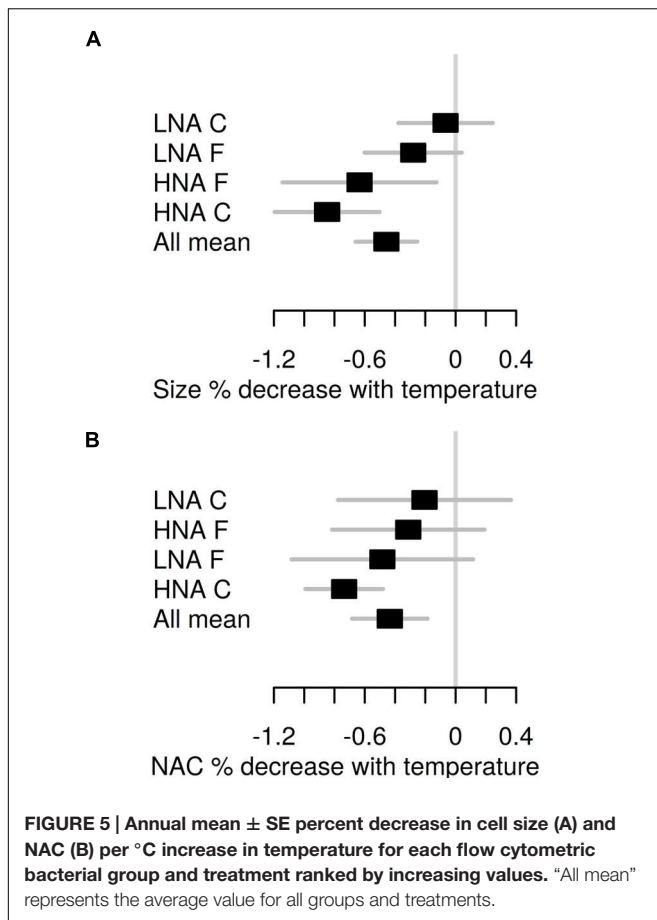 A
LNA C
LNA F
HNA F
HNA C
All mean
-1.2 -0.6 0 0.4
Size % decrease with temperature
B
LNA C
HNA F
LNA F
HNA C
All mean
-1.2 -0.6 0 0.4
NAC % decrease with temperature
FIGURE 5 | Annual mean ± SE percent decrease in cell size (A) and
NAC (B) per °C increase in temperature for each flow cytometric
bacterial group and treatment ranked by increasing values. “All mean”
represents the average value for all groups and treatments.